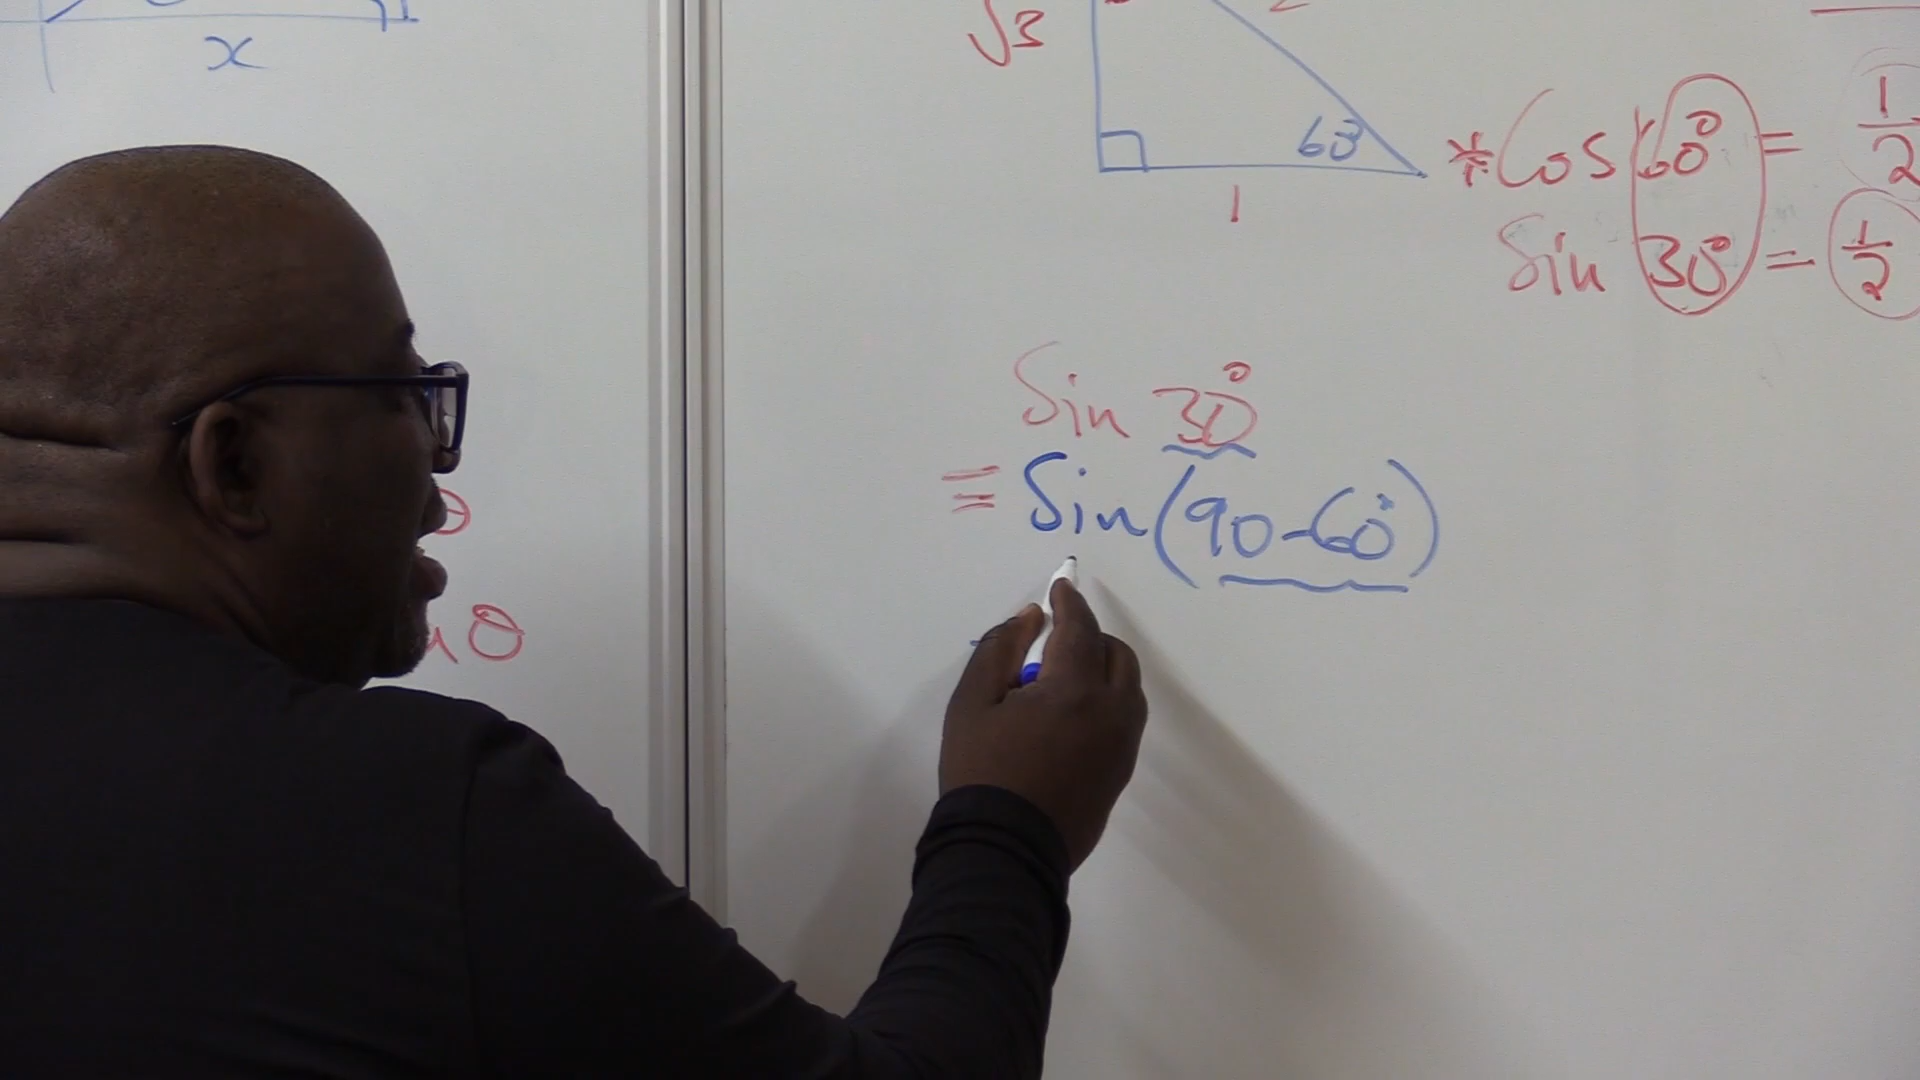 x
√3
60°
1
* Cos 60° = 1/2
Sin 30° = 1/2
Sin 30°
= Sin (90 - 60°)
θ
θ